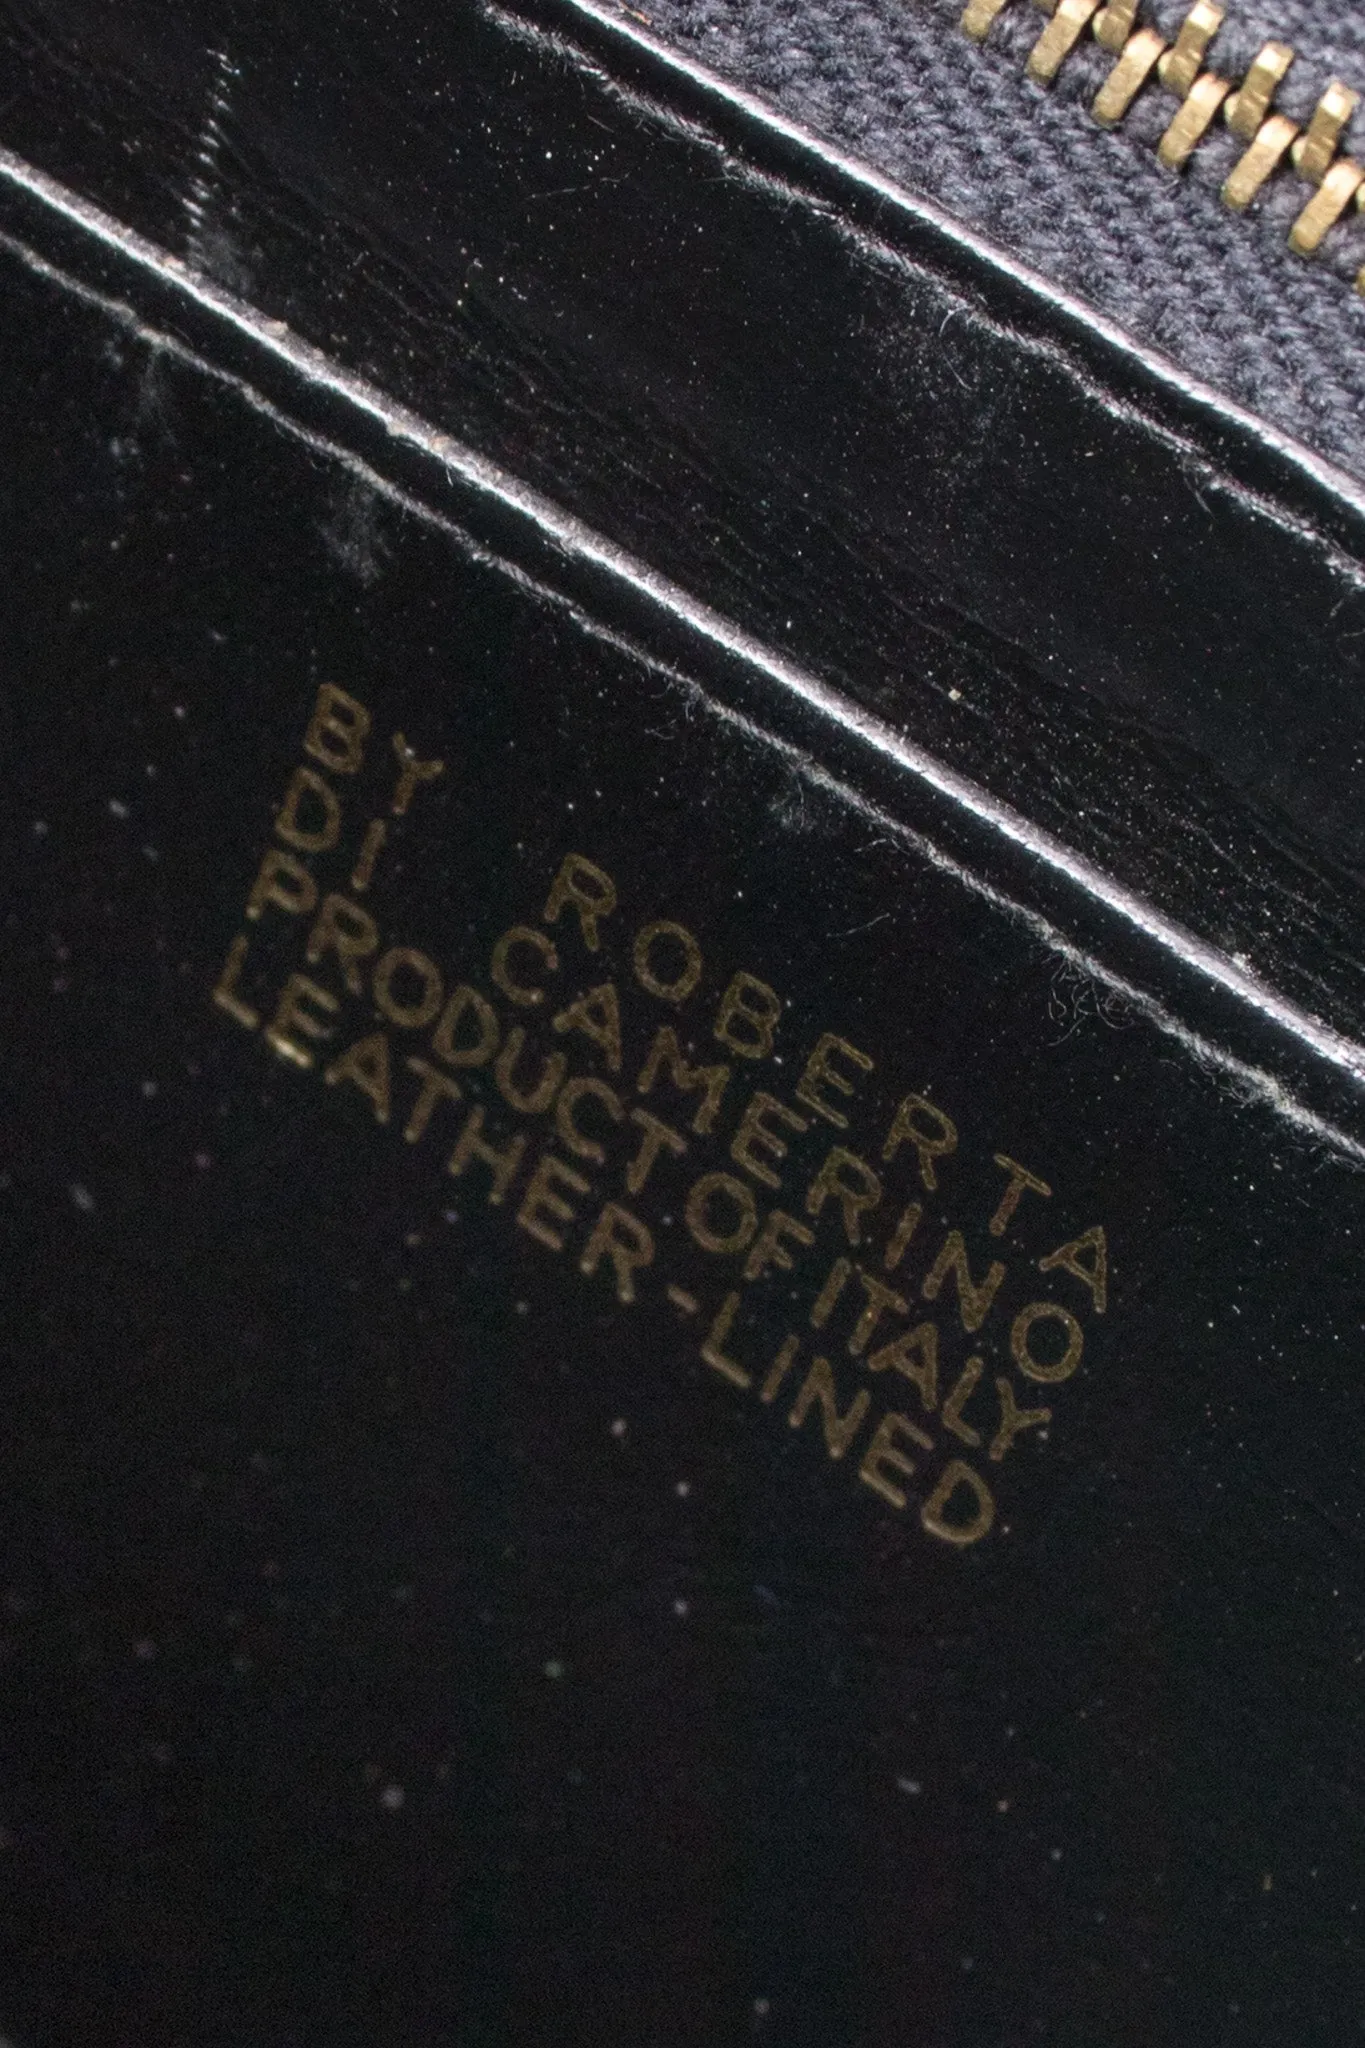 BY ROBERTA
DI CAMERINO
PRODUCT OF ITALY
LEATHER-LINED